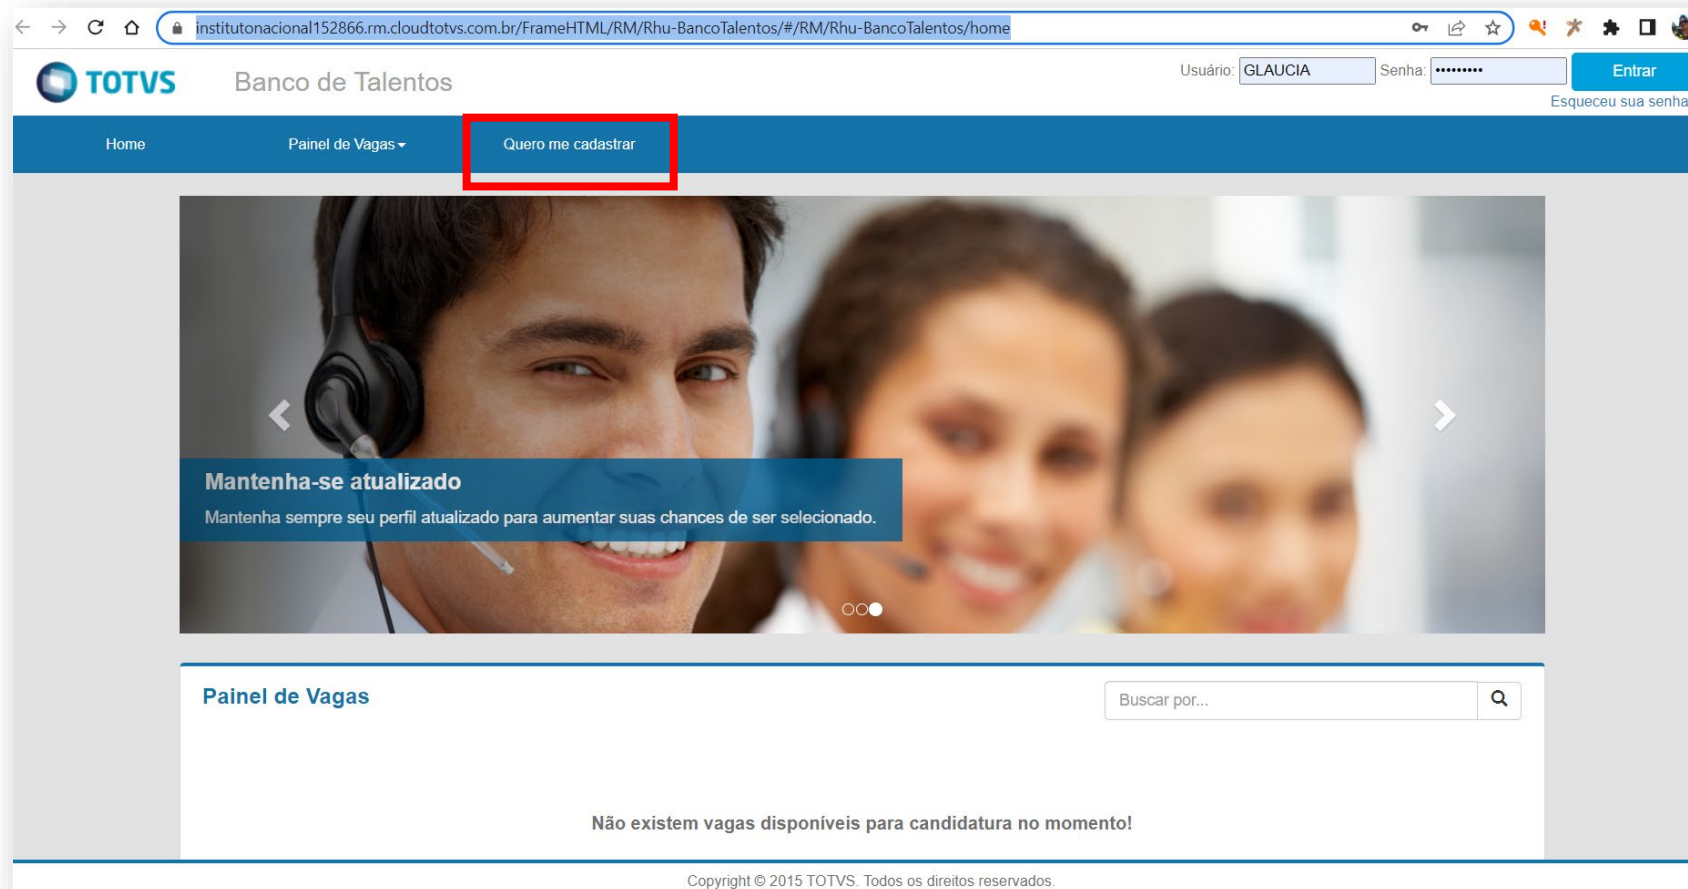 institutonacional152866.rm.cloudtotvs.com.br/FrameHTML/RM/Rhu-BancoTalentos/#/RM/Rhu-BancoTalentos/home
TOTVS Banco de Talentos Usuário: GLAUCIA Senha: ••••••••• Entrar
Esqueceu sua senha
Home Painel de Vagas Quero me cadastrar
Mantenha-se atualizado
Mantenha sempre seu perfil atualizado para aumentar suas chances de ser selecionado.
Painel de Vagas Buscar por...
Não existem vagas disponíveis para candidatura no momento!
Copyright © 2015 TOTVS. Todos os direitos reservados.